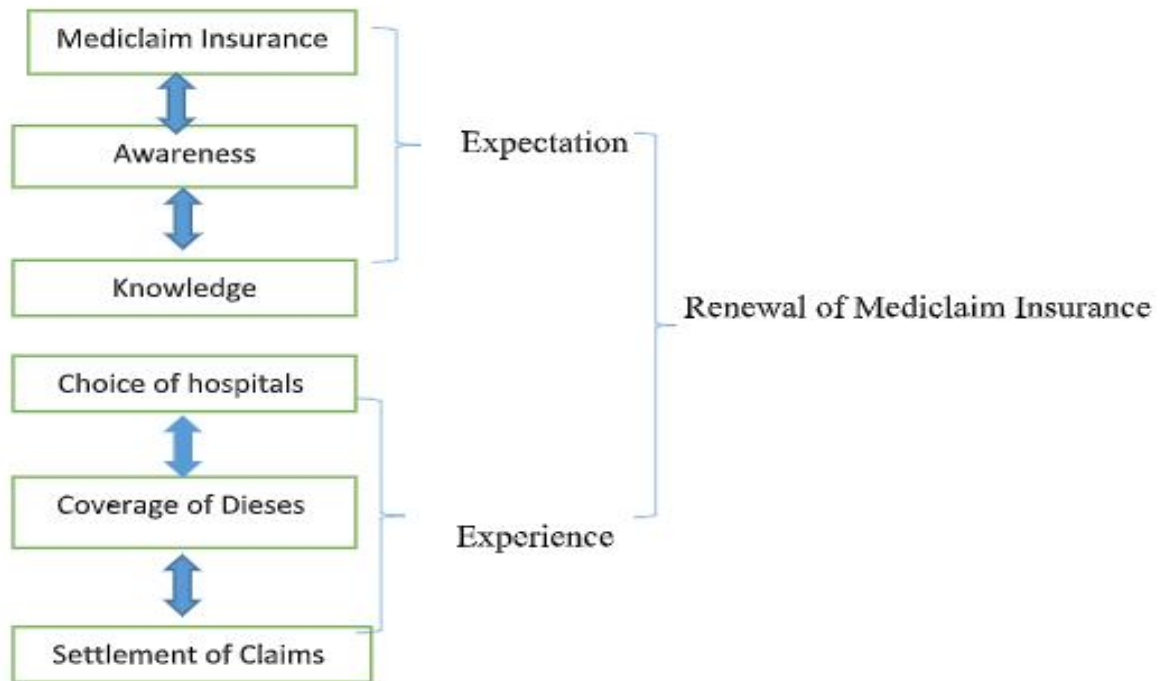 Mediclaim Insurance
Awareness
Knowledge
Expectation
Choice of hospitals
Coverage of Dieses
Settlement of Claims
Experience
Renewal of Mediclaim Insurance